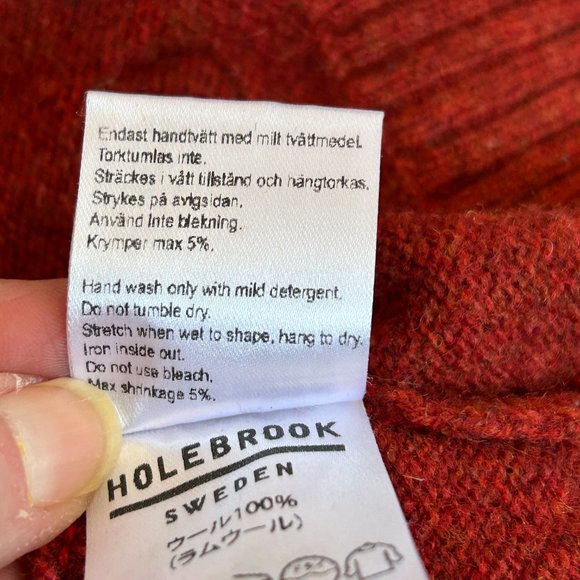 Endast handtvätt med milt tvättmedel.
Torktumlas inte.
Sträckes i vått tillstånd och hängtorkas.
Strykes på avigsidan.
Använd inte blekning.
Krymper max 5%.
Hand wash only with mild detergent.
Do not tumble dry.
Stretch when wet to shape, hang to dry.
Iron inside out.
Do not use bleach.
Max shrinkage 5%.
HOLEBROOK
SWEDEN
ウール100%
(ラムウール)